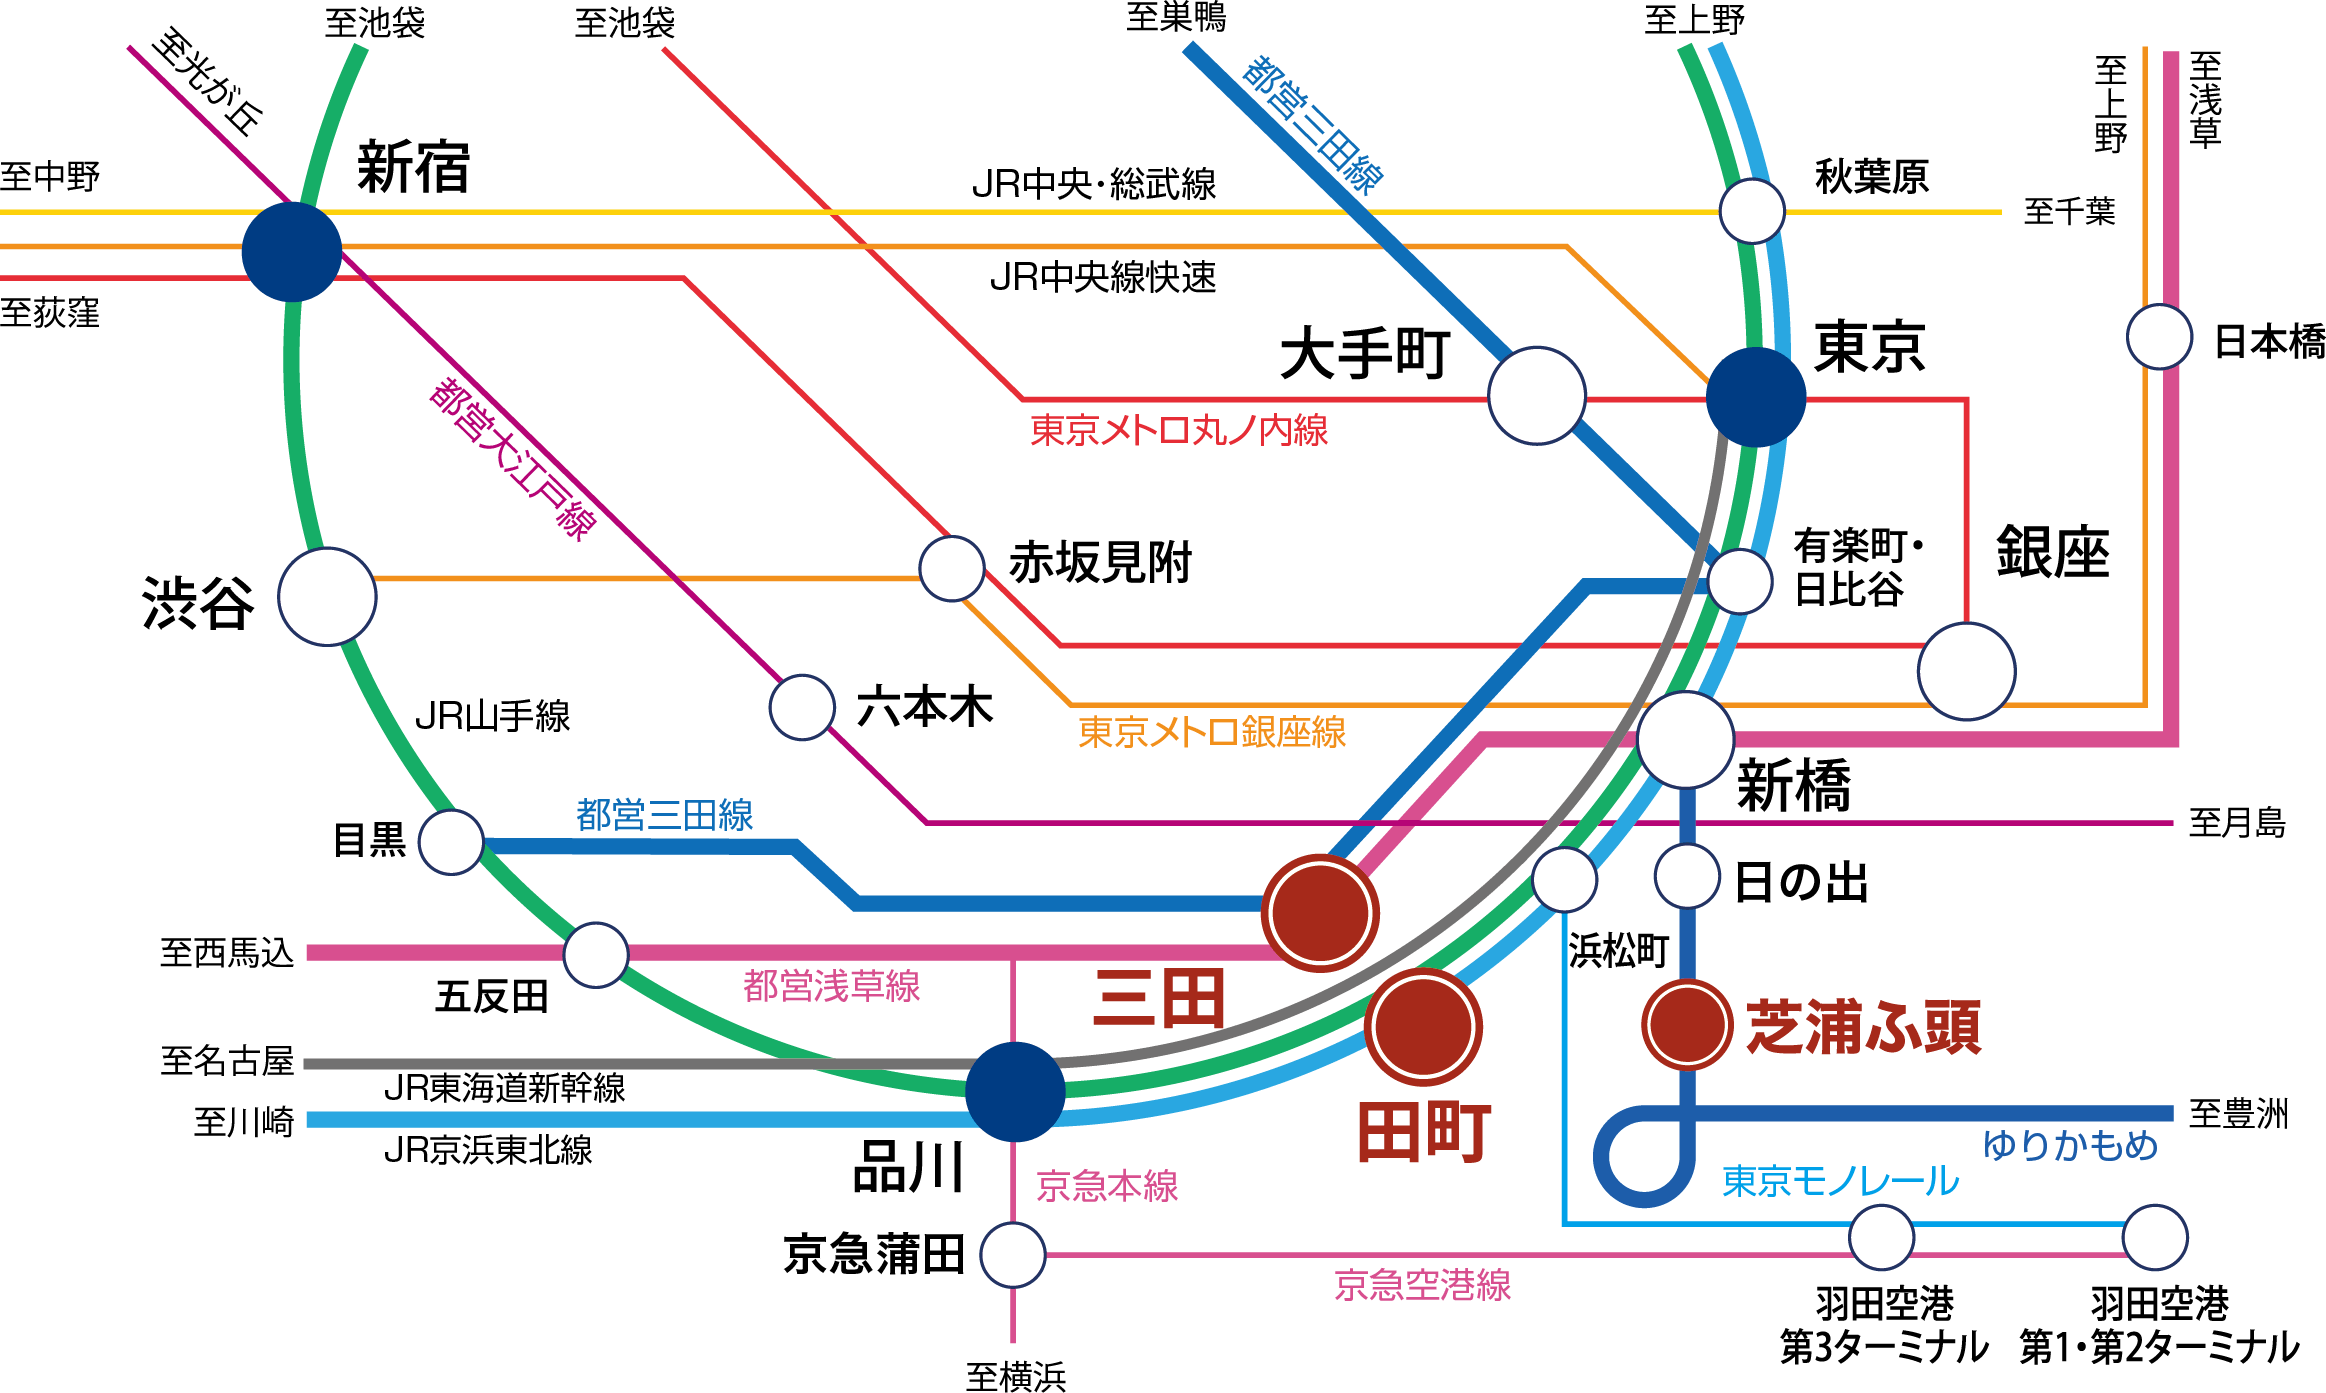 至池袋
至池袋
至巣鴨
至上野
至光が丘
都営三田線
至上野
至浅草
新宿
至中野
JR中央・総武線
秋葉原
至千葉
JR中央線快速
至荻窪
大手町
東京
日本橋
東京メトロ丸ノ内線
都営大江戸線
赤坂見附
有楽町・
日比谷
銀座
渋谷
六本木
JR山手線
東京メトロ銀座線
新橋
都営三田線
目黒
至月島
日の出
至西馬込
浜松町
都営浅草線
五反田
三田
芝浦ふ頭
至名古屋
JR東海道新幹線
至川崎
JR京浜東北線
田町
至豊洲
ゆりかもめ
品川
京急本線
東京モノレール
京急蒲田
京急空港線
羽田空港
第3ターミナル
羽田空港
第1・第2ターミナル
至横浜